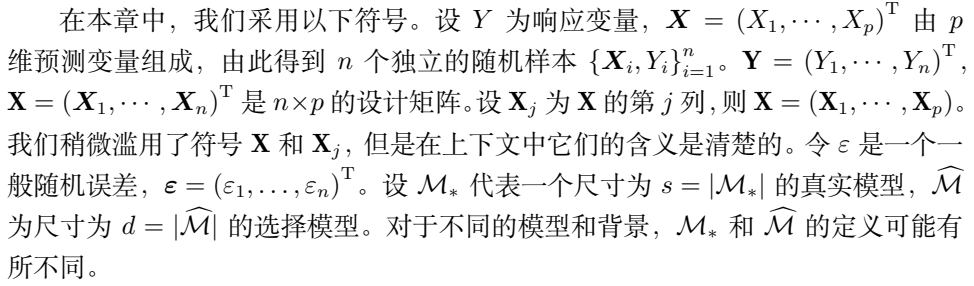 在本章中，我们采用以下符号。设 $Y$ 为响应变量，$\boldsymbol{X} = (X_1, \cdots, X_p)^{\mathrm{T}}$ 由 $p$
维预测变量组成，由此得到 $n$ 个独立的随机样本 $\{\boldsymbol{X}_i, Y_i\}_{i=1}^{n}$。$\mathbf{Y} = (Y_1, \cdots, Y_n)^{\mathrm{T}}$，
$\mathbf{X} = (\boldsymbol{X}_1, \cdots, \boldsymbol{X}_n)^{\mathrm{T}}$ 是 $n \times p$ 的设计矩阵。设 $\mathbf{X}_j$ 为 $\mathbf{X}$ 的第 $j$ 列，则 $\mathbf{X} = (\mathbf{X}_1, \cdots, \mathbf{X}_p)$。
我们稍微滥用了符号 $\mathbf{X}$ 和 $\mathbf{X}_j$，但是在上下文中它们的含义是清楚的。令 $\varepsilon$ 是一个一
般随机误差，$\boldsymbol{\varepsilon} = (\varepsilon_1, \ldots, \varepsilon_n)^{\mathrm{T}}$。设 $\mathcal{M}_*$ 代表一个尺寸为 $s = |\mathcal{M}_*|$ 的真实模型，$\widehat{\mathcal{M}}$
为尺寸为 $d = |\widehat{\mathcal{M}}|$ 的选择模型。对于不同的模型和背景，$\mathcal{M}_*$ 和 $\widehat{\mathcal{M}}$ 的定义可能有
所不同。